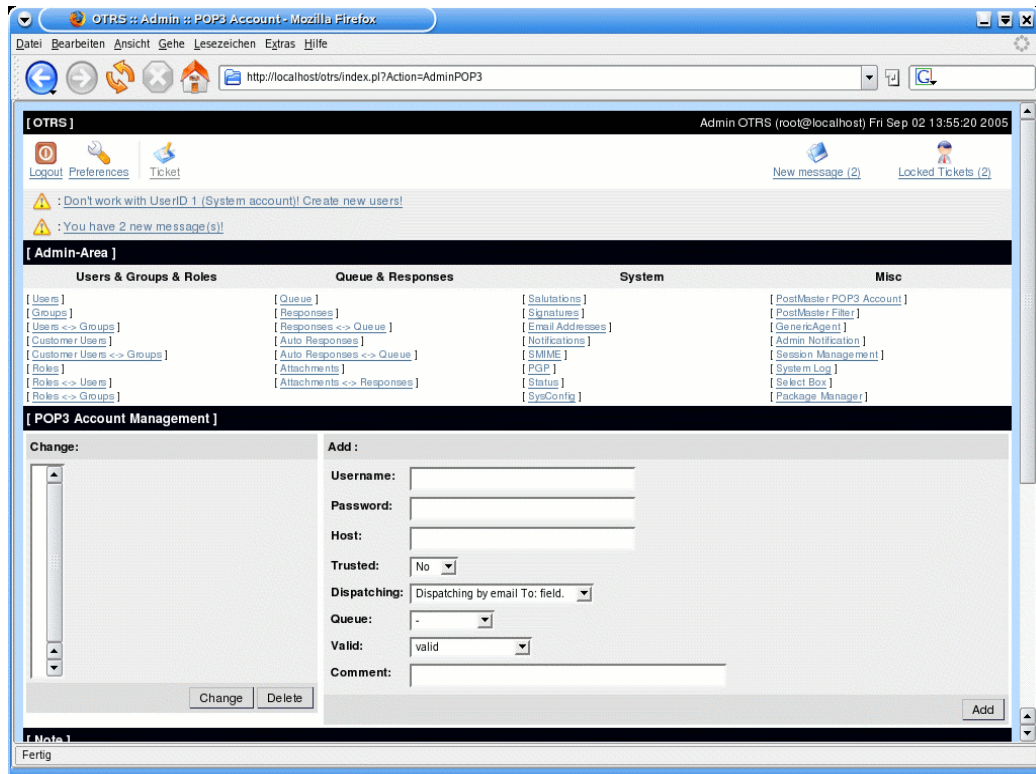 OTRS :: Admin :: POP3 Account - Mozilla Firefox
Datei Bearbeiten Ansicht Gehe Lesezeichen Extras Hilfe
http://localhost/otrs/index.pl?Action=AdminPOP3
G
[ OTRS ]
Admin OTRS (root@localhost) Fri Sep 02 13:55:20 2005
Logout Preferences Ticket
New message (2) Locked Tickets (2)
: Don't work with UserID 1 (System account)! Create new users!
: You have 2 new message(s)!
[ Admin-Area ]
Users & Groups & Roles Queue & Responses System Misc
[ Users ] [ Queue ] [ Salutations ] [ PostMaster POP3 Account ]
[ Groups ] [ Responses ] [ Signatures ] [ PostMaster Filter ]
[ Users <-> Groups ] [ Responses <-> Queue ] [ Email Addresses ] [ GenericAgent ]
[ Customer Users ] [ Auto Responses ] [ Notifications ] [ Admin Notification ]
[ Customer Users <-> Groups ] [ Auto Responses <-> Queue ] [ SMIME ] [ Session Management ]
[ Roles ] [ Attachments ] [ PGP ] [ System Log ]
[ Roles <-> Users ] [ Attachments <-> Responses ] [ Status ] [ Select Box ]
[ Roles <-> Groups ] [ SysConfig ] [ Package Manager ]
[ POP3 Account Management ]
Change:
Change Delete
Add :
Username:
Password:
Host:
Trusted: No
Dispatching: Dispatching by email To: field.
Queue: -
Valid: valid
Comment:
Add
[ Note ]
Fertig